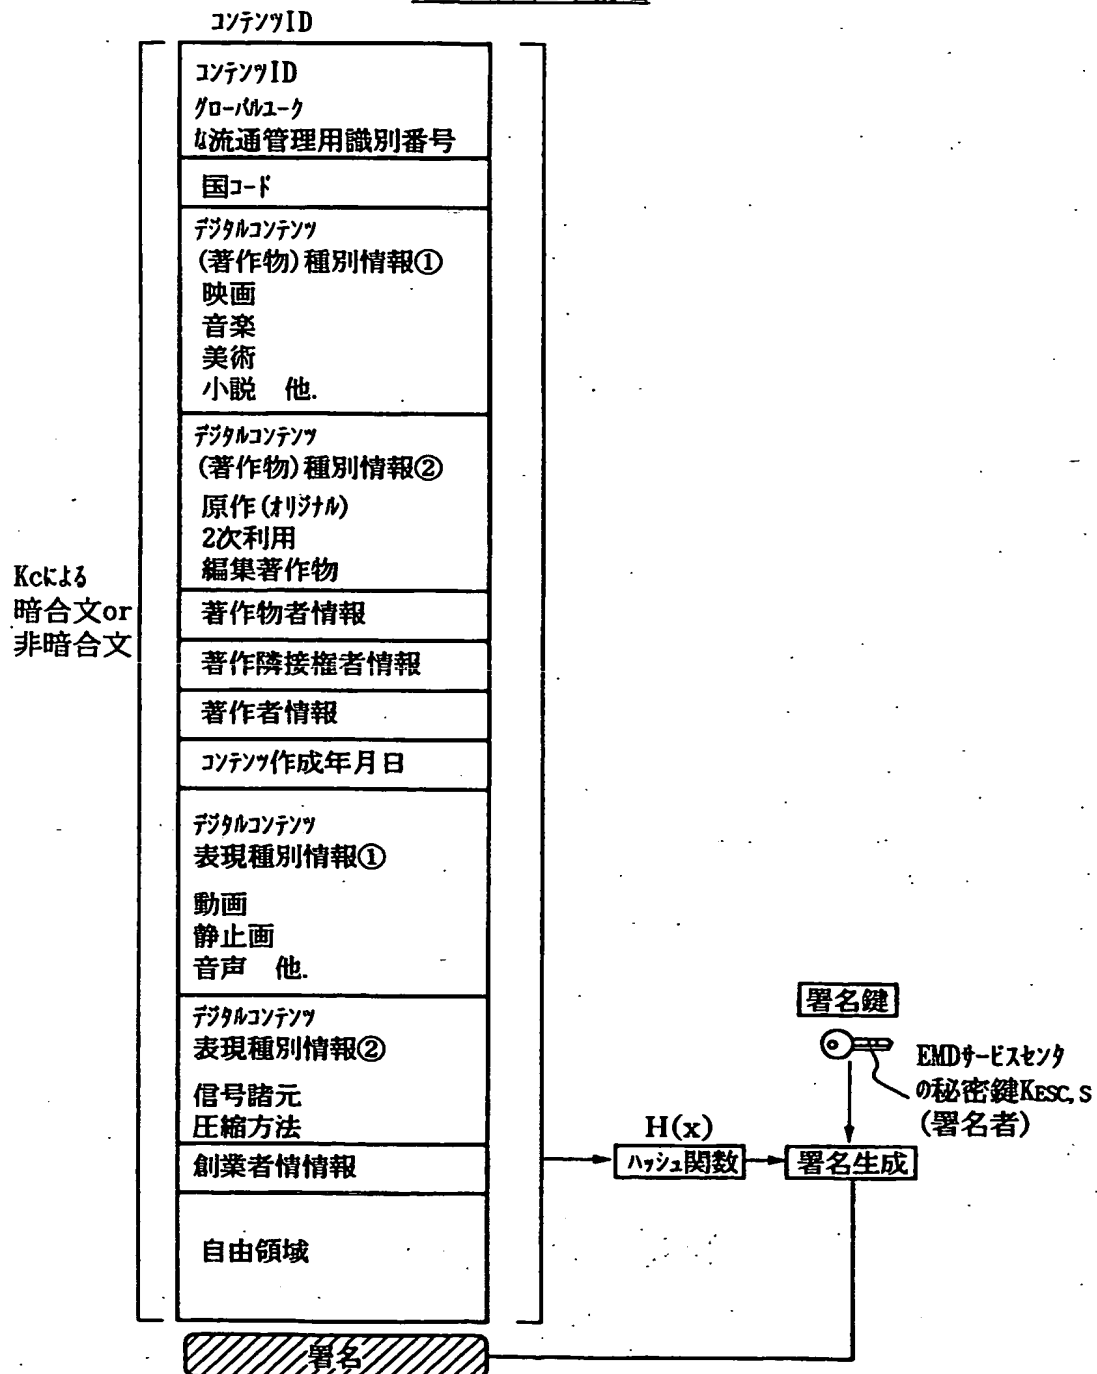 コンテンツID
コンテンツID
グローバルユーク
な流通管理用識別番号
国コード
デジタルコンテンツ
(著作物)種別情報①
映画
音楽
美術
小説 他.
デジタルコンテンツ
(著作物)種別情報②
原作(オリジナル)
2次利用
編集著作物
Kcによる
暗合文or
非暗合文
著作物者情報
著作隣接権者情報
著作者情報
コンテンツ作成年月日
デジタルコンテンツ
表現種別情報①
動画
静止画
音声 他.
デジタルコンテンツ
表現種別情報②
信号諸元
圧縮方法
創業者情情報
自由領域
署名
H(x)
ハッシュ関数
署名鍵
EMDサービスセンタ
の秘密鍵KESC,S
(署名者)
署名生成